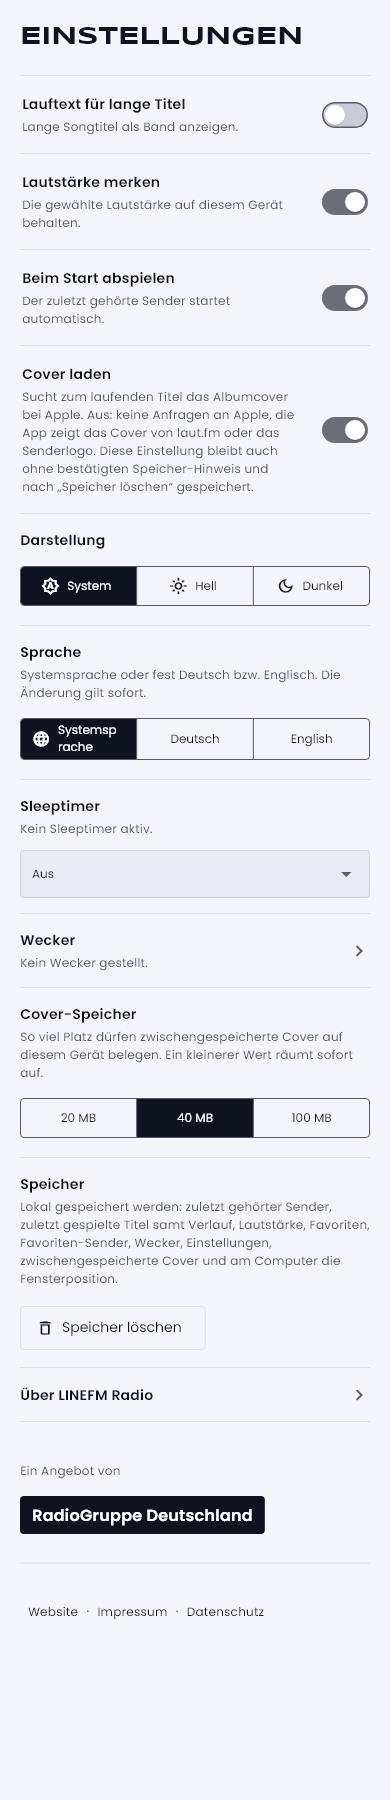 EINSTELLUNGEN
Lauftext für lange Titel
Lange Songtitel als Band anzeigen.
Lautstärke merken
Die gewählte Lautstärke auf diesem Gerät
behalten.
Beim Start abspielen
Der zuletzt gehörte Sender startet
automatisch.
Cover laden
Sucht zum laufenden Titel das Albumcover
bei Apple. Aus: keine Anfragen an Apple, die
App zeigt das Cover von laut.fm oder das
Senderlogo. Diese Einstellung bleibt auch
ohne bestätigten Speicher-Hinweis und
nach „Speicher löschen“ gespeichert.
Darstellung
System Hell Dunkel
Sprache
Systemsprache oder fest Deutsch bzw. Englisch. Die
Änderung gilt sofort.
Systemsp
rache
Deutsch English
Sleeptimer
Kein Sleeptimer aktiv.
Aus
Wecker
Kein Wecker gestellt.
Cover-Speicher
So viel Platz dürfen zwischengespeicherte Cover auf
diesem Gerät belegen. Ein kleinerer Wert räumt sofort
auf.
20 MB 40 MB 100 MB
Speicher
Lokal gespeichert werden: zuletzt gehörter Sender,
zuletzt gespielte Titel samt Verlauf, Lautstärke, Favoriten,
Favoriten-Sender, Wecker, Einstellungen,
zwischengespeicherte Cover und am Computer die
Fensterposition.
Speicher löschen
Über LINEFM Radio
Ein Angebot von
RadioGruppe Deutschland
Website · Impressum · Datenschutz